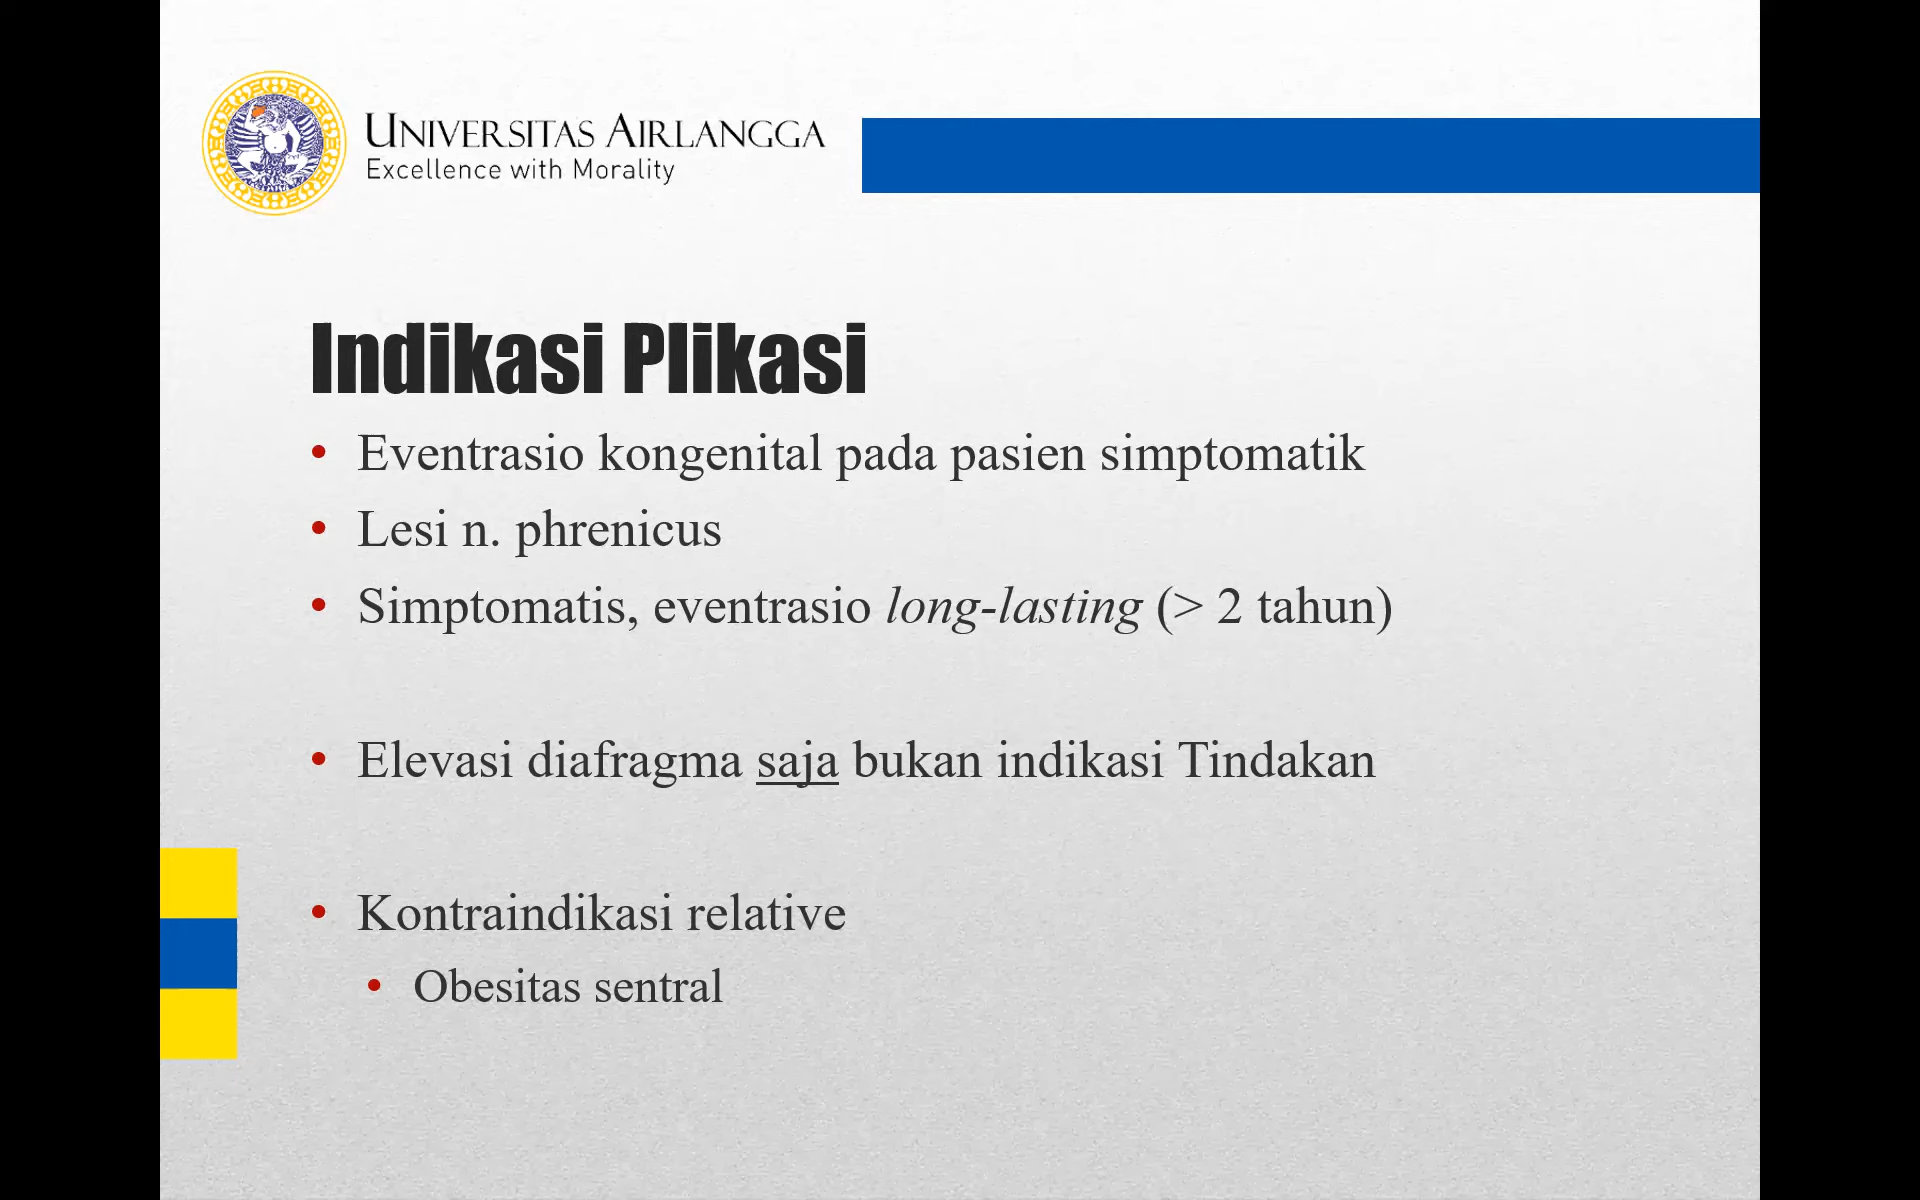 UNIVERSITAS AIRLANGGA
Excellence with Morality
Indikasi Plikasi
• Eventrasio kongenital pada pasien simptomatik
• Lesi n. phrenicus
• Simptomatis, eventrasio long-lasting (> 2 tahun)
• Elevasi diafragma saja bukan indikasi Tindakan
• Kontraindikasi relative
• Obesitas sentral